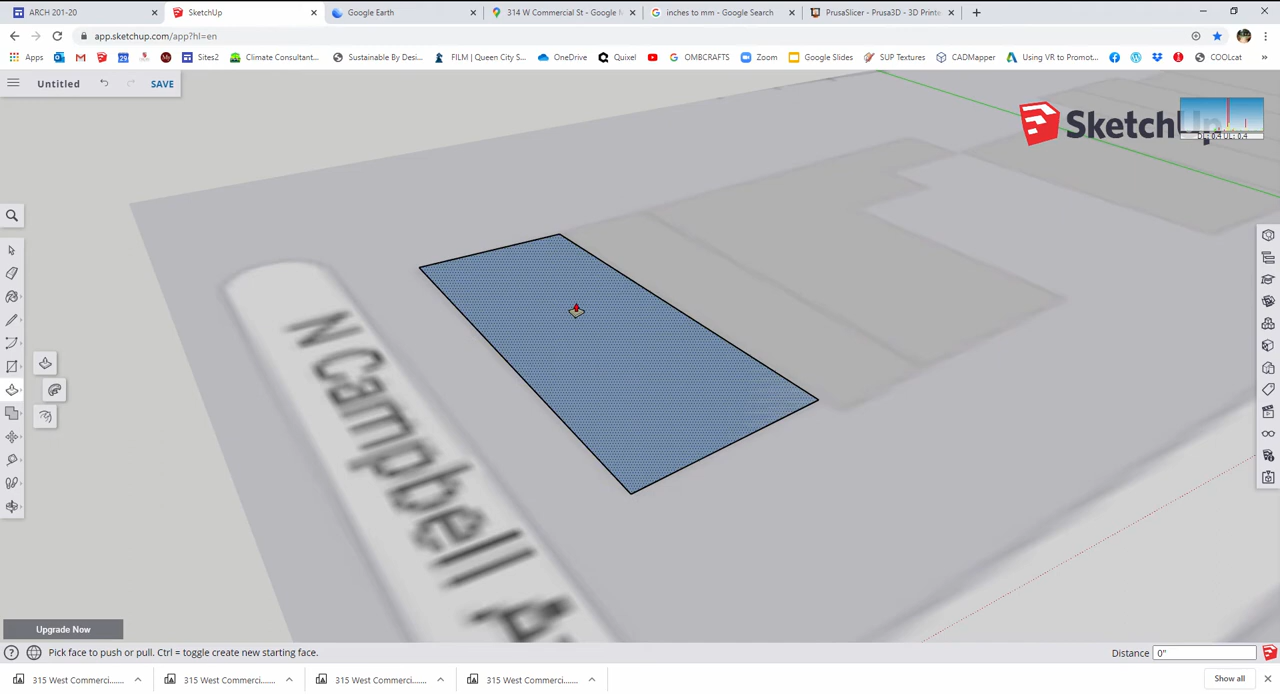 ARCH 201-20
SketchUp
Google Earth
314 W Commercial St - Google M
inches to mm - Google Search
PrusaSlicer - Prusa3D - 3D Printe
app.sketchup.com/app?hl=en
Apps
23
Sites2
Climate Consultant...
Sustainable By Desi...
FILM | Queen City S...
OneDrive
Quixel
OMBCRAFTS
Zoom
Google Slides
SUP Textures
CADMapper
Using VR to Promot...
COOLcat
Untitled
SAVE
SketchUp
N Campbell A
Upgrade Now
Pick face to push or pull. Ctrl = toggle create new starting face.
Distance
0"
315 West Commerci.......
315 West Commerci.......
315 West Commerci.......
315 West Commerci.......
Show all